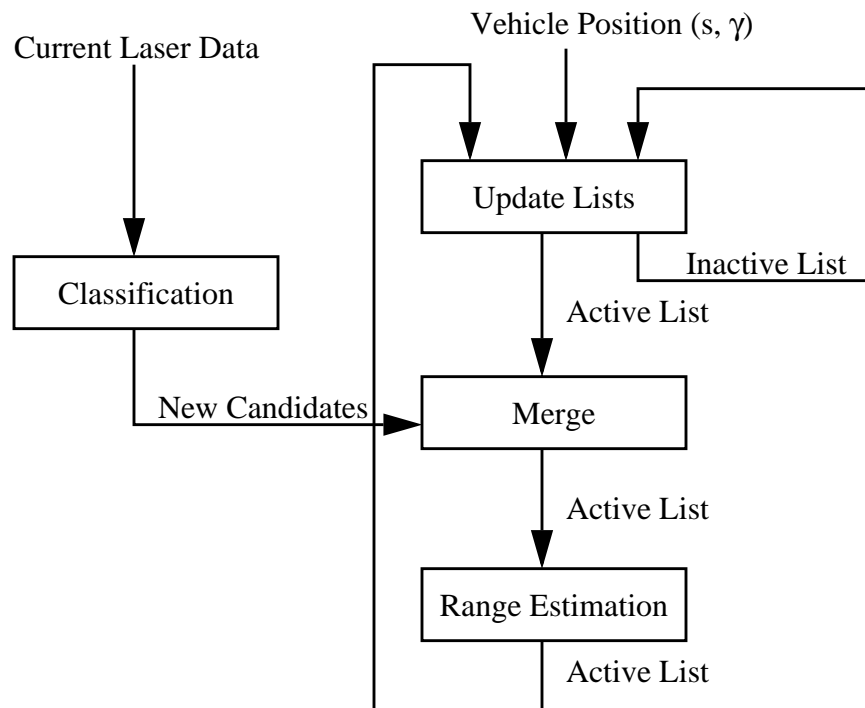 Vehicle Position (s, γ)
Current Laser Data
Update Lists
Inactive List
Classification
Active List
New Candidates
Merge
Active List
Range Estimation
Active List